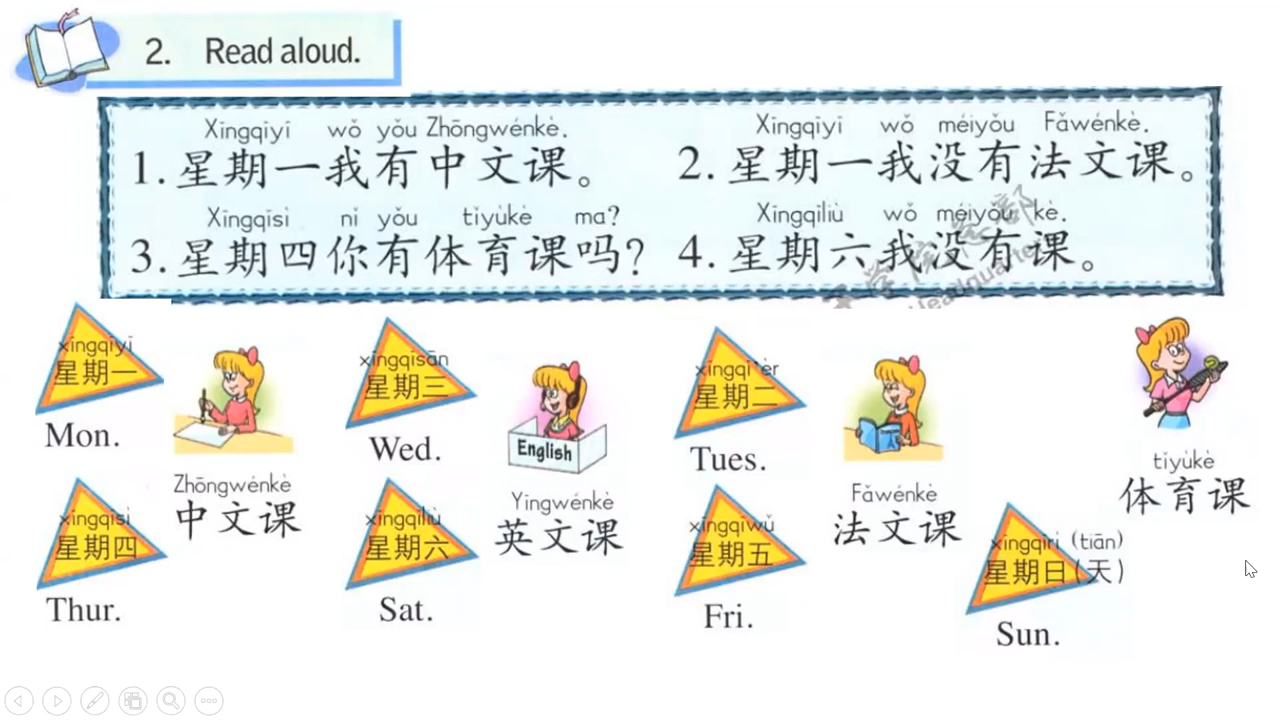 2. Read aloud.
Xīngqīyī wǒ yǒu Zhōngwénkè.
1. 星期一我有中文课。
Xīngqīyī wǒ méiyǒu Fǎwénkè.
2. 星期一我没有法文课。
Xīngqīsì nǐ yǒu tǐyùkè ma?
3. 星期四你有体育课吗?
Xīngqīliù wǒ méiyǒu kè.
4. 星期六我没有课。
xīngqīyī
星期一
Mon.
Zhōngwénkè
中文课
xīngqīsān
星期三
Wed.
English
Yīngwénkè
英文课
xīngqī'èr
星期二
Tues.
Fǎwénkè
法文课
tǐyùkè
体育课
xīngqīsì
星期四
Thur.
xīngqīliù
星期六
Sat.
xīngqīwǔ
星期五
Fri.
xīngqīrì (tiān)
星期日(天)
Sun.